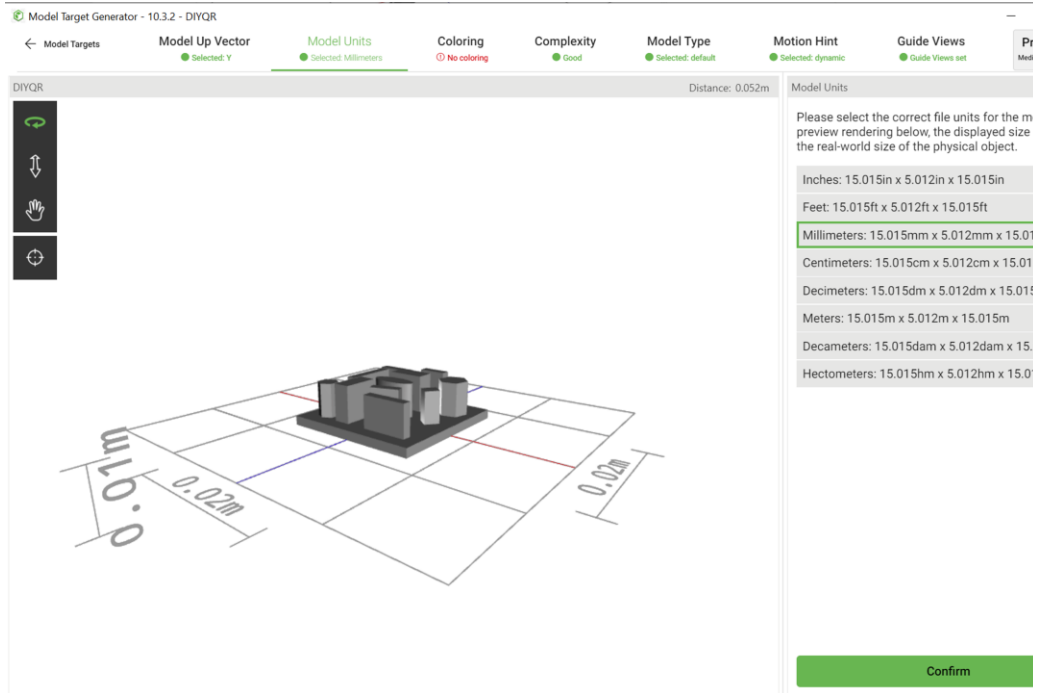 Model Target Generator - 10.3.2 - DIYQR
Model Targets
Model Up Vector
Selected: Y
Model Units
Selected: Millimeters
Coloring
No coloring
Complexity
Good
Model Type
Selected: default
Motion Hint
Selected: dynamic
Guide Views
Guide Views set
Pr
Medi
DIYQR
Distance: 0.052m
Model Units
Please select the correct file units for the m
preview rendering below, the displayed size
the real-world size of the physical object.
Inches: 15.015in x 5.012in x 15.015in
Feet: 15.015ft x 5.012ft x 15.015ft
Millimeters: 15.015mm x 5.012mm x 15.01
Centimeters: 15.015cm x 5.012cm x 15.01
Decimeters: 15.015dm x 5.012dm x 15.015
Meters: 15.015m x 5.012m x 15.015m
Decameters: 15.015dam x 5.012dam x 15.
Hectometers: 15.015hm x 5.012hm x 15.01
0.01m
0.02m
0.02m
Confirm